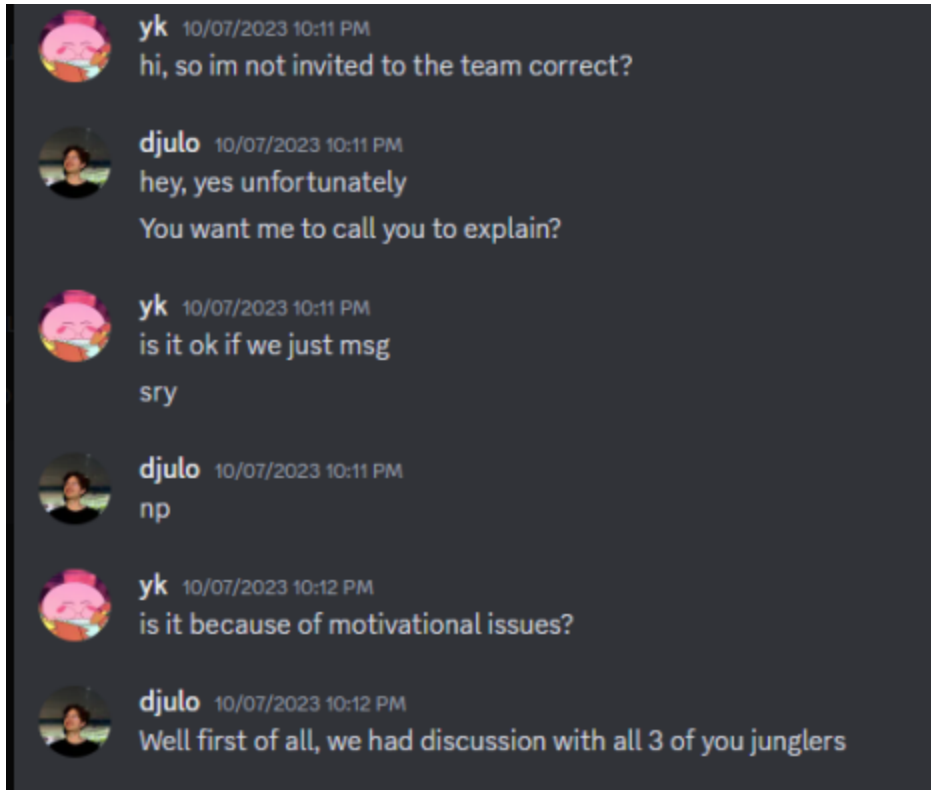 yk 10/07/2023 10:11 PM
hi, so im not invited to the team correct?
djulo 10/07/2023 10:11 PM
hey, yes unfortunately
You want me to call you to explain?
yk 10/07/2023 10:11 PM
is it ok if we just msg
sry
djulo 10/07/2023 10:11 PM
np
yk 10/07/2023 10:12 PM
is it because of motivational issues?
djulo 10/07/2023 10:12 PM
Well first of all, we had discussion with all 3 of you junglers